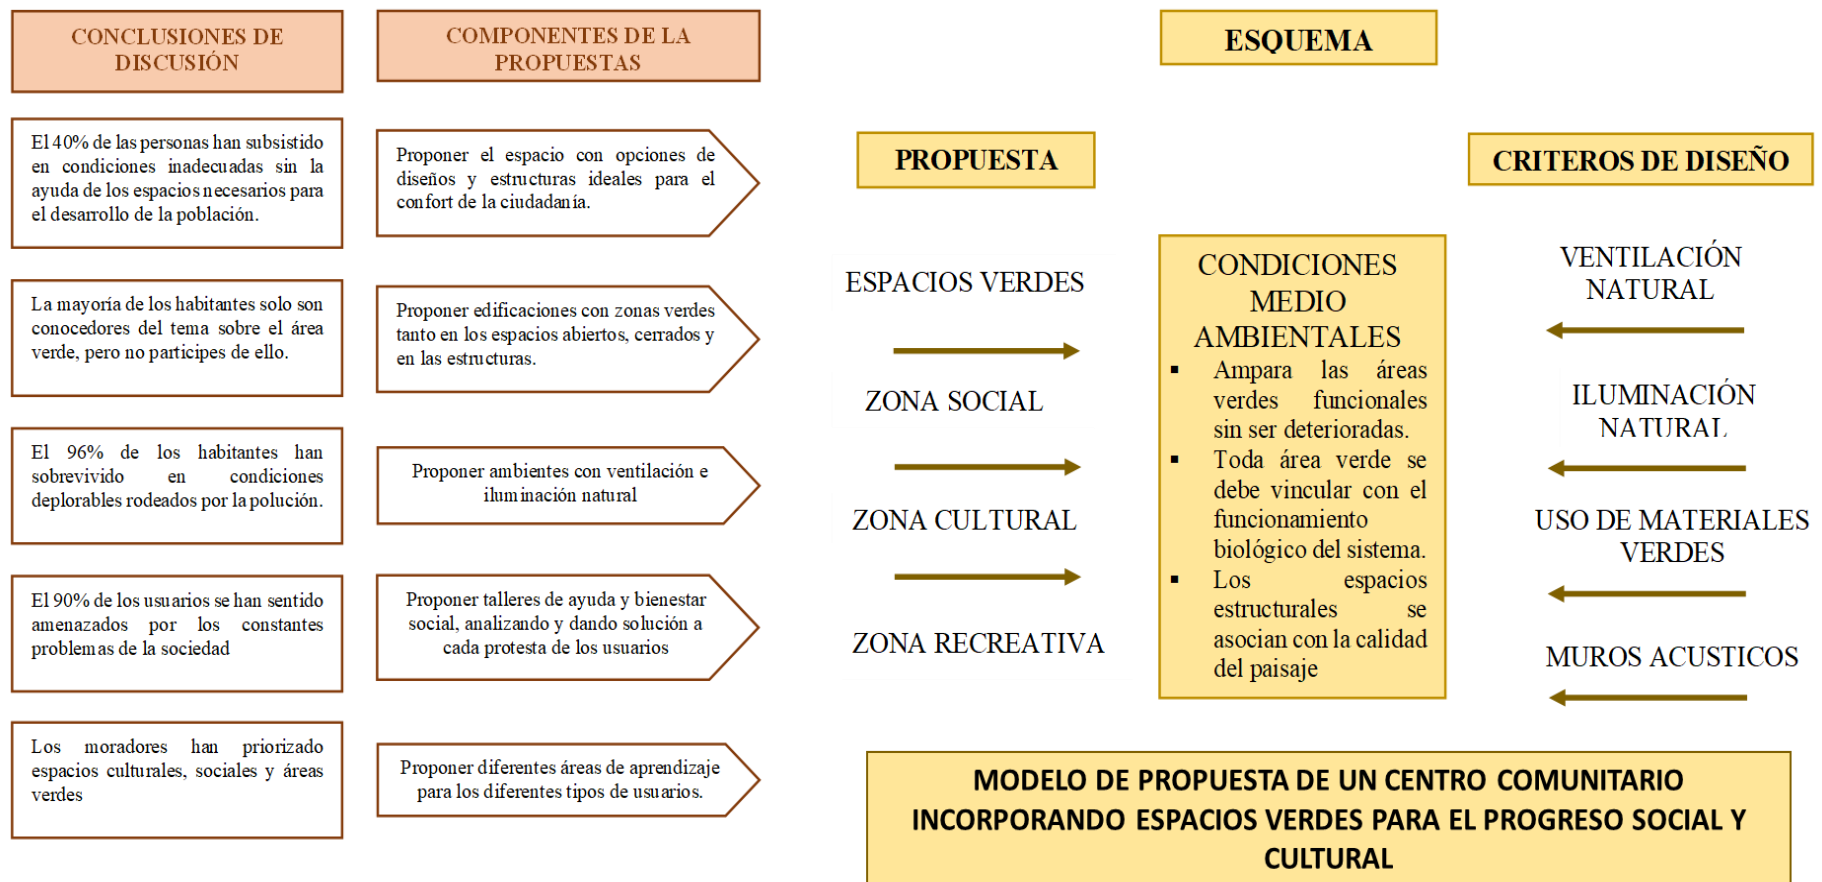 CONCLUSIONES DE
DISCUSIÓN
El 40% de las personas han subsistido
en condiciones inadecuadas sin la
ayuda de los espacios necesarios para
el desarrollo de la población.
La mayoría de los habitantes solo son
conocedores del tema sobre el área
verde, pero no participes de ello.
El 96% de los habitantes han
sobrevivido en condiciones
deplorables rodeados por la polución.
El 90% de los usuarios se han sentido
amenazados por los constantes
problemas de la sociedad
Los moradores han priorizado
espacios culturales, sociales y áreas
verdes
COMPONENTES DE LA
PROPUESTAS
Proponer el espacio con opciones de
diseños y estructuras ideales para el
confort de la ciudadanía.
Proponer edificaciones con zonas verdes
tanto en los espacios abiertos, cerrados y
en las estructuras.
Proponer ambientes con ventilación e
iluminación natural
Proponer talleres de ayuda y bienestar
social, analizando y dando solución a
cada protesta de los usuarios
Proponer diferentes áreas de aprendizaje
para los diferentes tipos de usuarios.
ESQUEMA
PROPUESTA
ESPACIOS VERDES
ZONA SOCIAL
ZONA CULTURAL
ZONA RECREATIVA
CONDICIONES
MEDIO
AMBIENTALES
▪ Ampara las áreas
verdes funcionales
sin ser deterioradas.
▪ Toda área verde se
debe vincular con el
funcionamiento
biológico del sistema.
▪ Los espacios
estructurales se
asocian con la calidad
del paisaje
CRITEROS DE DISEÑO
VENTILACIÓN
NATURAL
ILUMINACIÓN
NATURAL
USO DE MATERIALES
VERDES
MUROS ACUSTICOS
MODELO DE PROPUESTA DE UN CENTRO COMUNITARIO
INCORPORANDO ESPACIOS VERDES PARA EL PROGRESO SOCIAL Y
CULTURAL